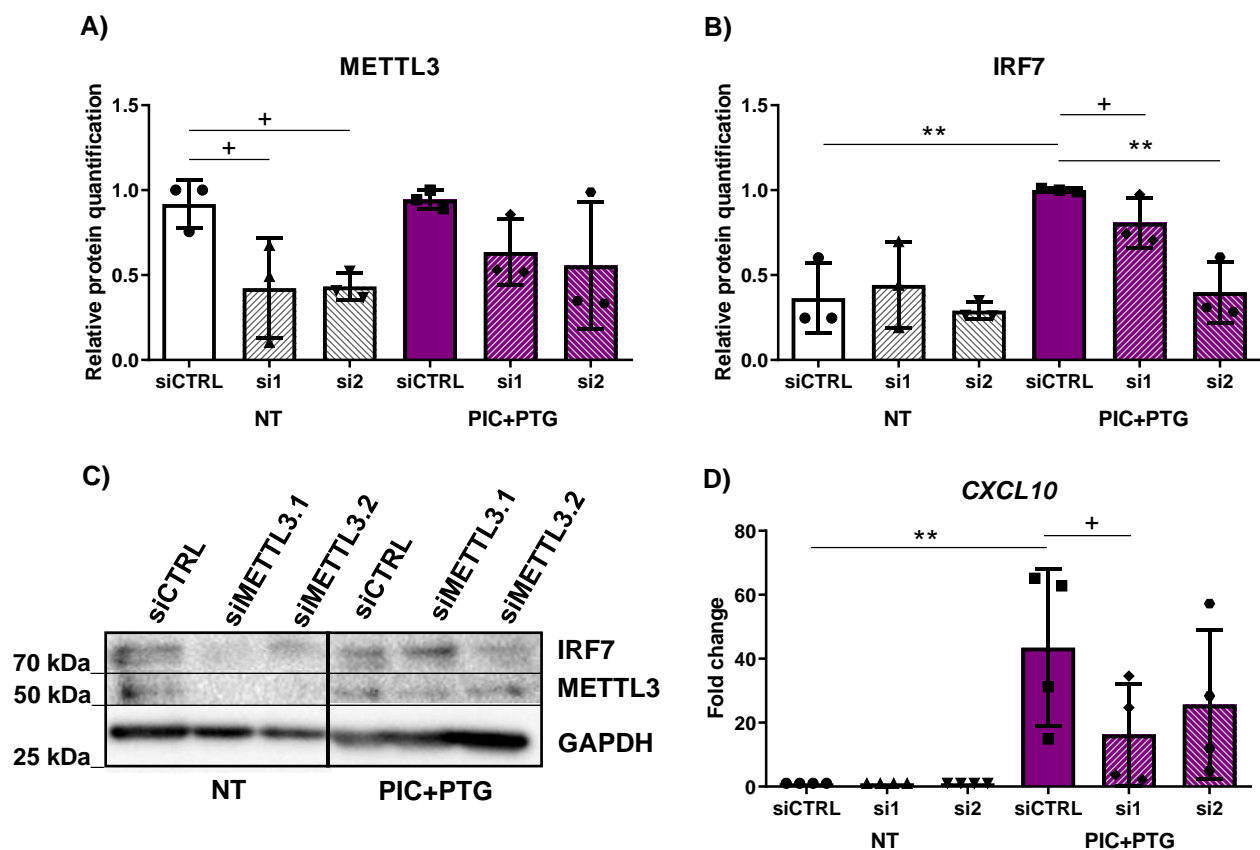 A)
METTL3
Relative protein quantification
1.5
1.0
0.5
0.0
+
+
siCTRL si1 si2 siCTRL si1 si2
NT PIC+PTG
B)
IRF7
Relative protein quantification
1.5
1.0
0.5
0.0
+
**
**
siCTRL si1 si2 siCTRL si1 si2
NT PIC+PTG
C)
siCTRL siMETTL3.1 siMETTL3.2 siCTRL siMETTL3.1 siMETTL3.2
IRF7
70 kDa_
METTL3
50 kDa_
GAPDH
25 kDa_
NT PIC+PTG
D)
CXCL10
Fold change
80
60
40
20
0
**
+
siCTRL si1 si2 siCTRL si1 si2
NT PIC+PTG